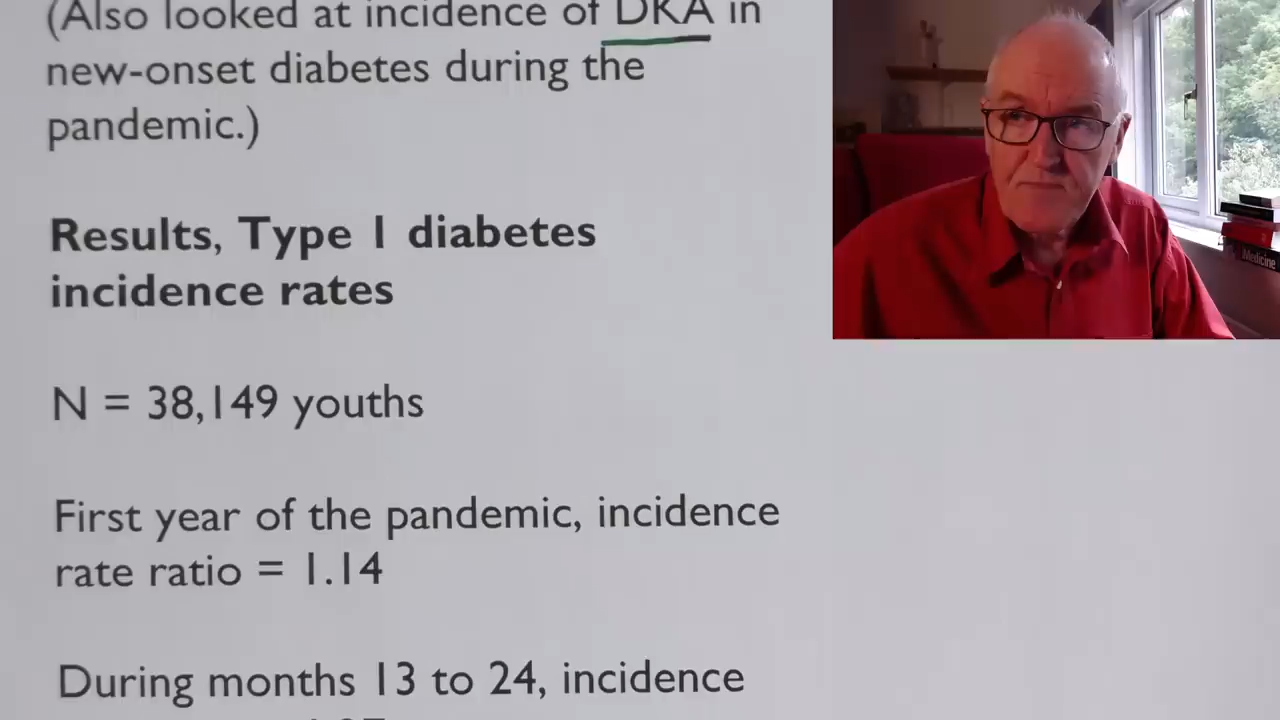 (Also looked at incidence of DKA in
new-onset diabetes during the
pandemic.)
Results, Type 1 diabetes
incidence rates
N = 38,149 youths
First year of the pandemic, incidence
rate ratio = 1.14
During months 13 to 24, incidence
Medicine